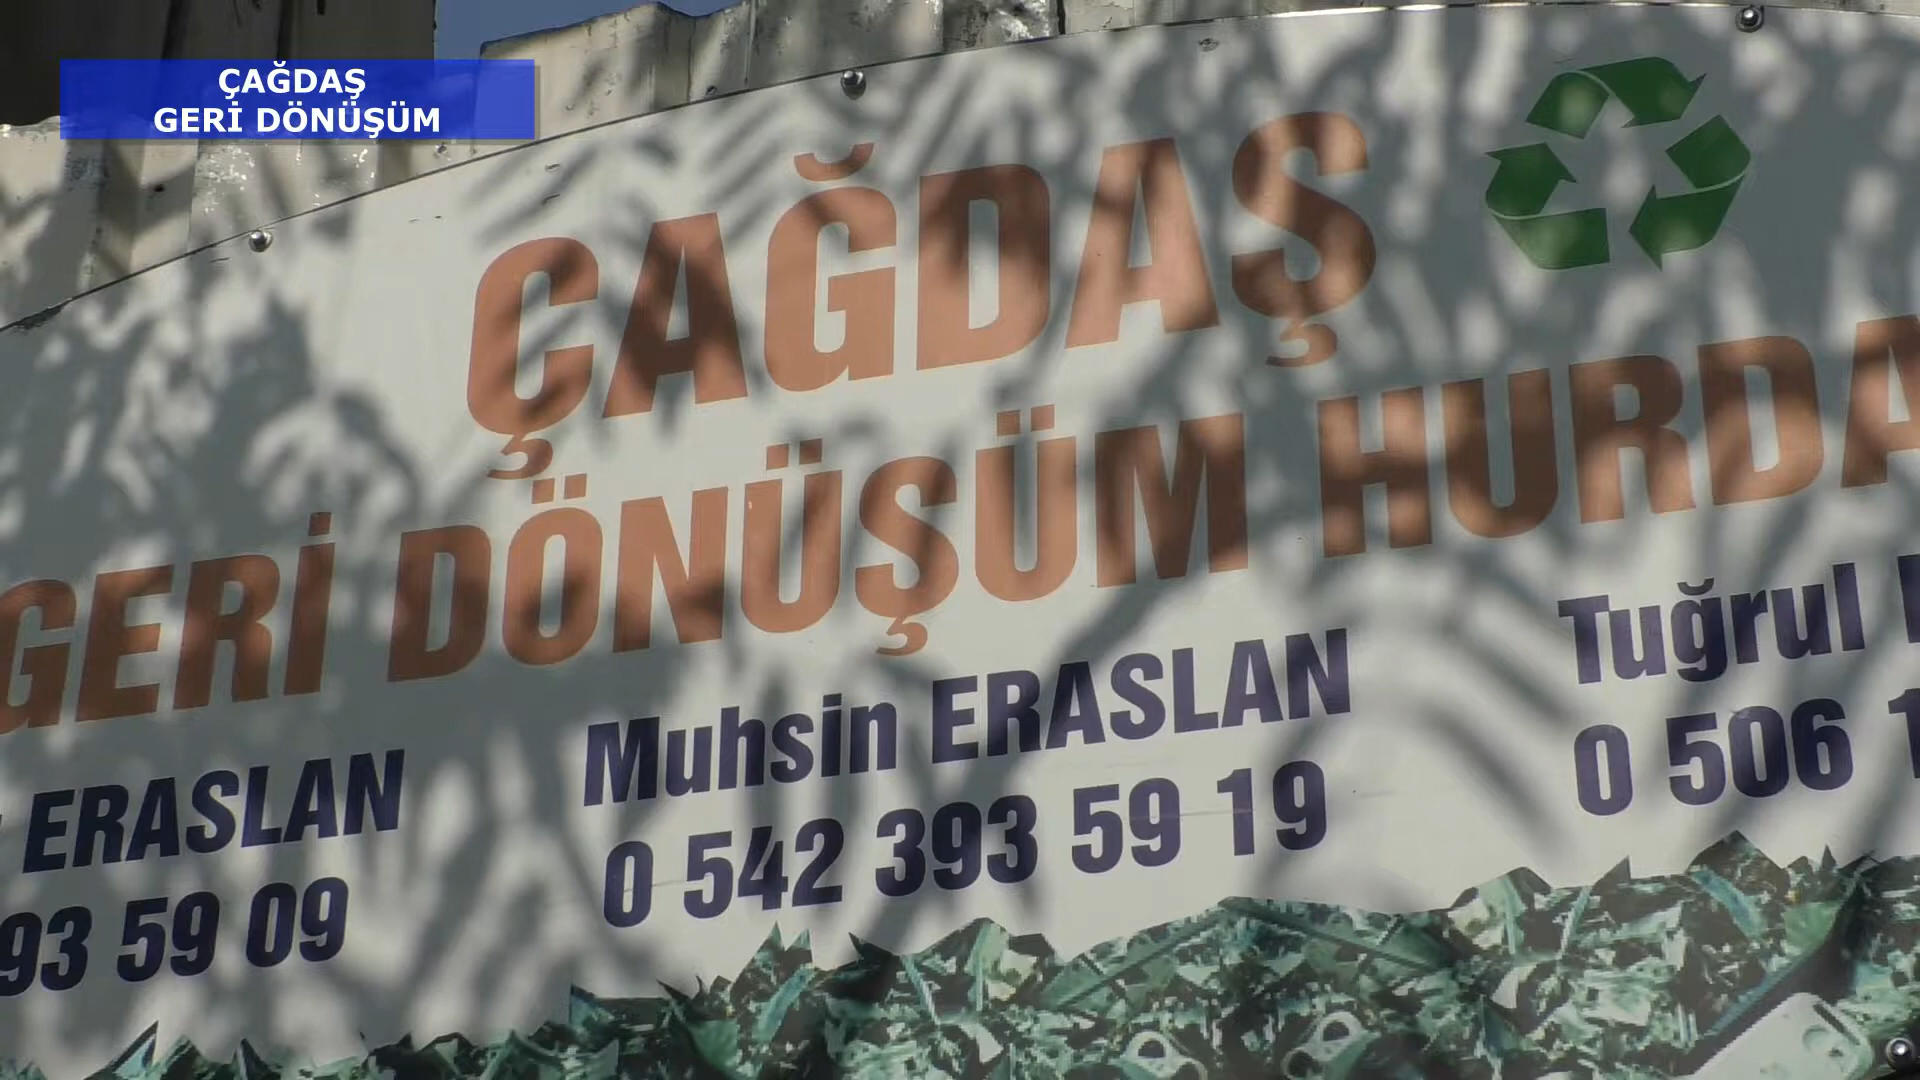 ÇAĞDAŞ
GERİ DÖNÜŞÜM
ÇAĞDAŞ
GERİ DÖNÜŞÜM HURDA
ERASLAN
93 59 09
Muhsin ERASLAN
0 542 393 59 19
Tuğrul
0 506 1